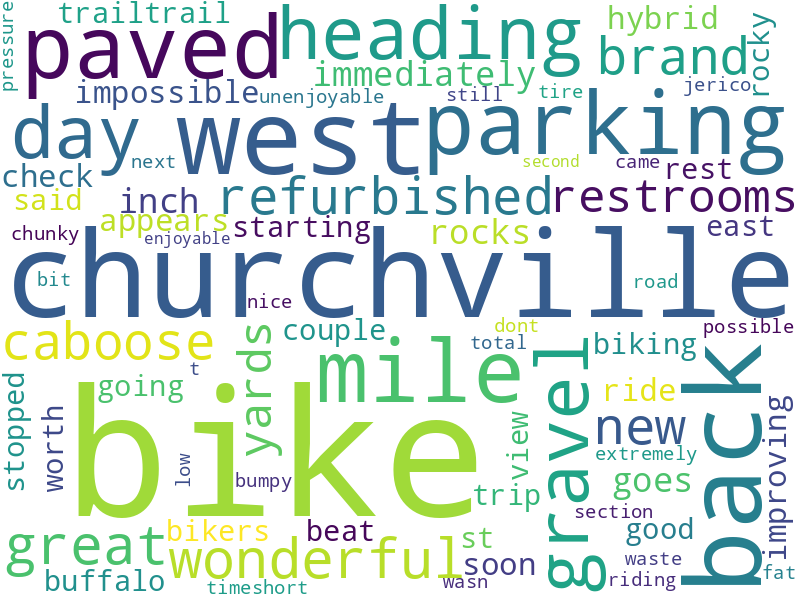 pressure
trailtrail
paved
heading
hybrid
brand
rocky
immediately
impossible
unenjoyable
still
tire
jerico
day
west
parking
next
second
came
rest
check
said
inch
refurbished
restrooms
appears
starting
rocks
east
chunky
enjoyable
churchville
bit
road
nice
caboose
yards
couple
dont
total
possible
biking
mile
gravel
back
t
going
ride
stopped
worth
bike
view
new
improving
low
bumpy
extremely
goes
trip
section
great
bikers
beat
st
good
wonderful
soon
waste
fat
buffalo
timeshort
wasn
riding